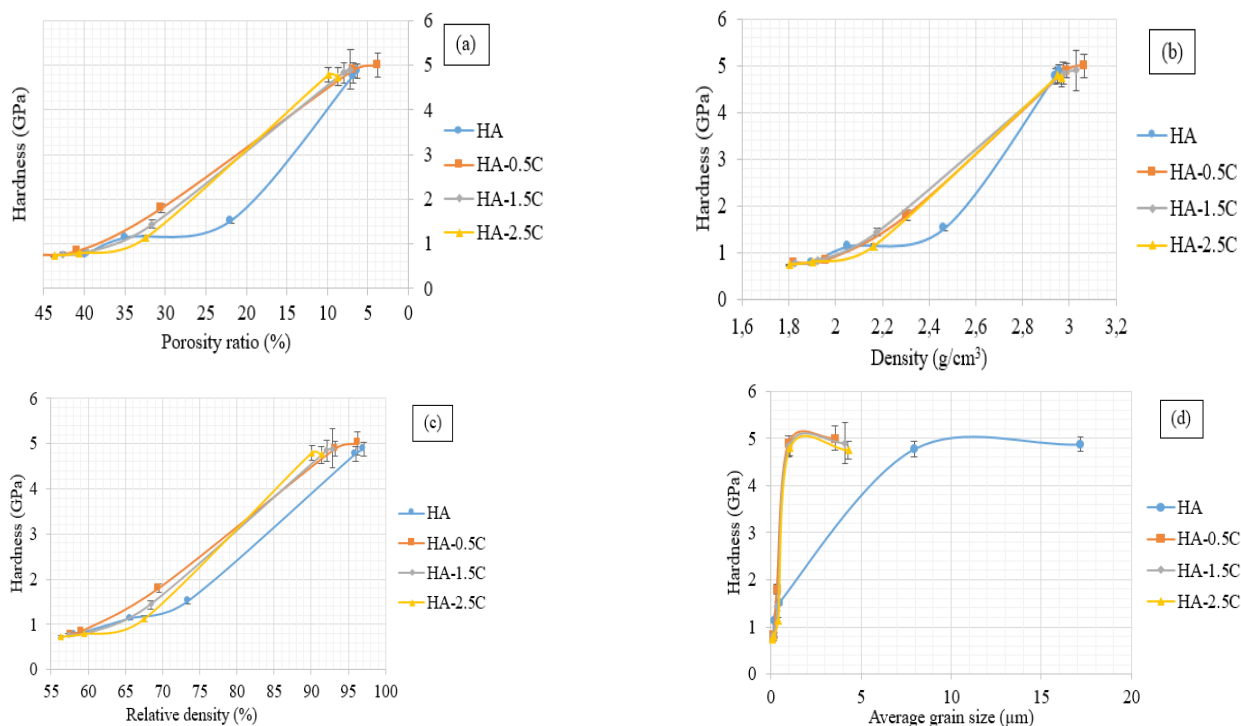 (a)
Hardness (GPa)
6
5
4
3
2
1
0
45 40 35 30 25 20 15 10 5 0
Porosity ratio (%)
HA
HA-0.5C
HA-1.5C
HA-2.5C
(b)
Hardness (GPa)
6
5
4
3
2
1
0
1,6 1,8 2 2,2 2,4 2,6 2,8 3 3,2
Density (g/cm³)
HA
HA-0.5C
HA-1.5C
HA-2.5C
(c)
Hardness (GPa)
6
5
4
3
2
1
0
55 60 65 70 75 80 85 90 95 100
Relative density (%)
HA
HA-0.5C
HA-1.5C
HA-2.5C
(d)
Hardness (GPa)
6
5
4
3
2
1
0
0 5 10 15 20
Average grain size (μm)
HA
HA-0.5C
HA-1.5C
HA-2.5C